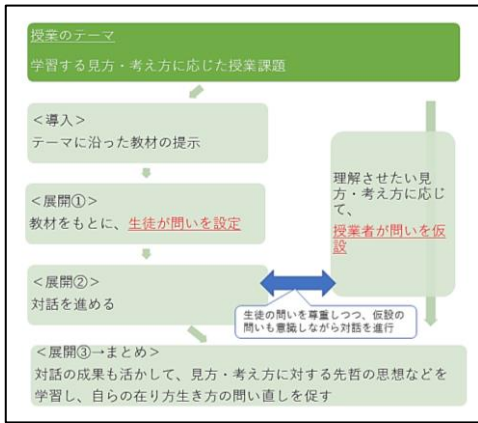 授業のテーマ
学習する見方・考え方に応じた授業課題
＜導入＞
テーマに沿った教材の提示
＜展開①＞
教材をもとに、生徒が問いを設定
＜展開②＞
対話を進める
理解させたい見
方・考え方に応じ
て、
授業者が問いを仮
設
生徒の問いを尊重しつつ、仮設の
問いも意識しながら対話を進行
＜展開③→まとめ＞
対話の成果も活かして、見方・考え方に対する先哲の思想などを
学習し、自らの在り方生き方の問い直しを促す